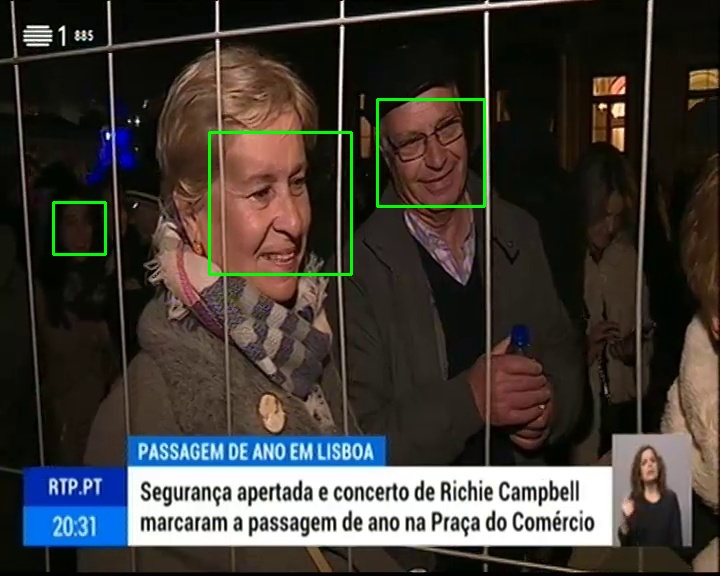 1 885
PASSAGEM DE ANO EM LISBOA
RTP.PT
Segurança apertada e concerto de Richie Campbell
20:31
marcaram a passagem de ano na Praça do Comércio